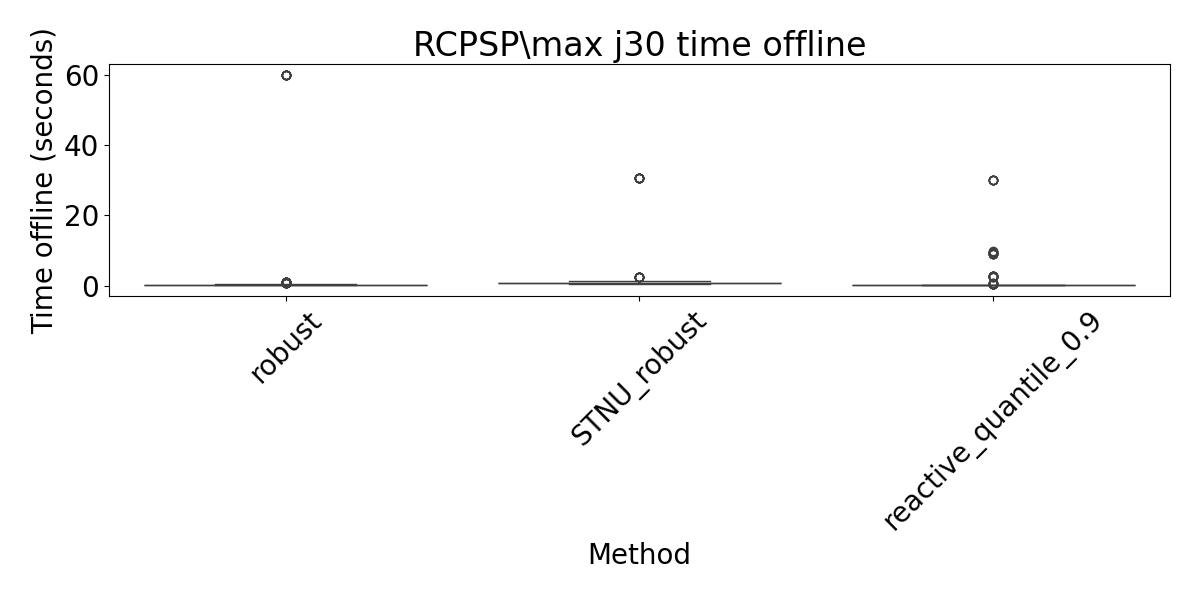 RCPSP\max j30 time offline
Time offline (seconds)
60
40
20
0
robust
STNU_robust
reactive_quantile_0.9
Method